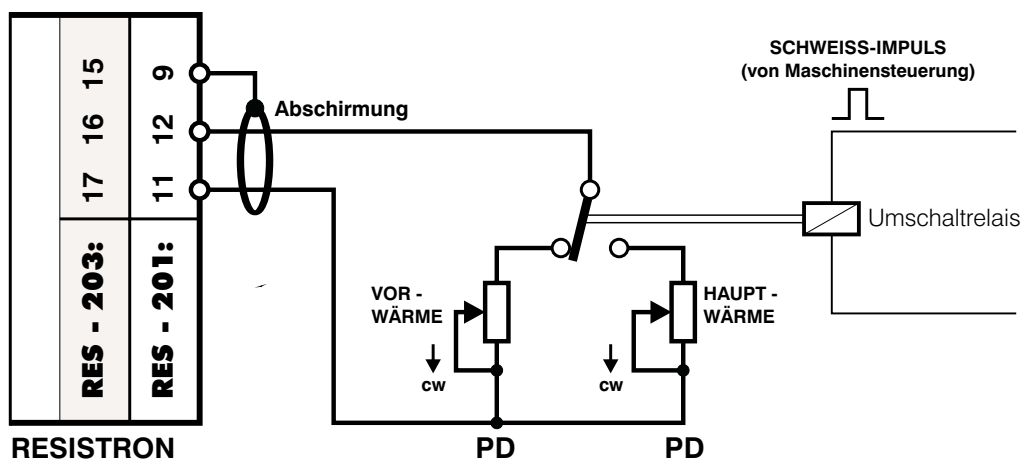 SCHWEISS-IMPULS
(von Maschinensteuerung)
15 9
16 12
17 11
Abschirmung
Umschaltrelais
RES - 203:
RES - 201:
VOR -
WÄRME
HAUPT -
WÄRME
cw
cw
RESISTRON
PD
PD